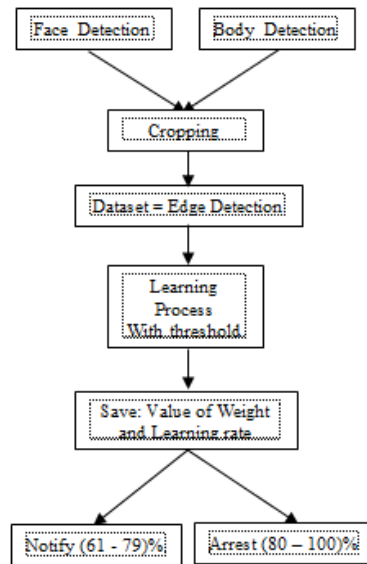 Face Detection
Body Detection
Cropping
Dataset = Edge Detection
Learning
Process
With threshold
Save: Value of Weight
and Learning rate
Notify (61 - 79)%
Arrest (80 – 100)%